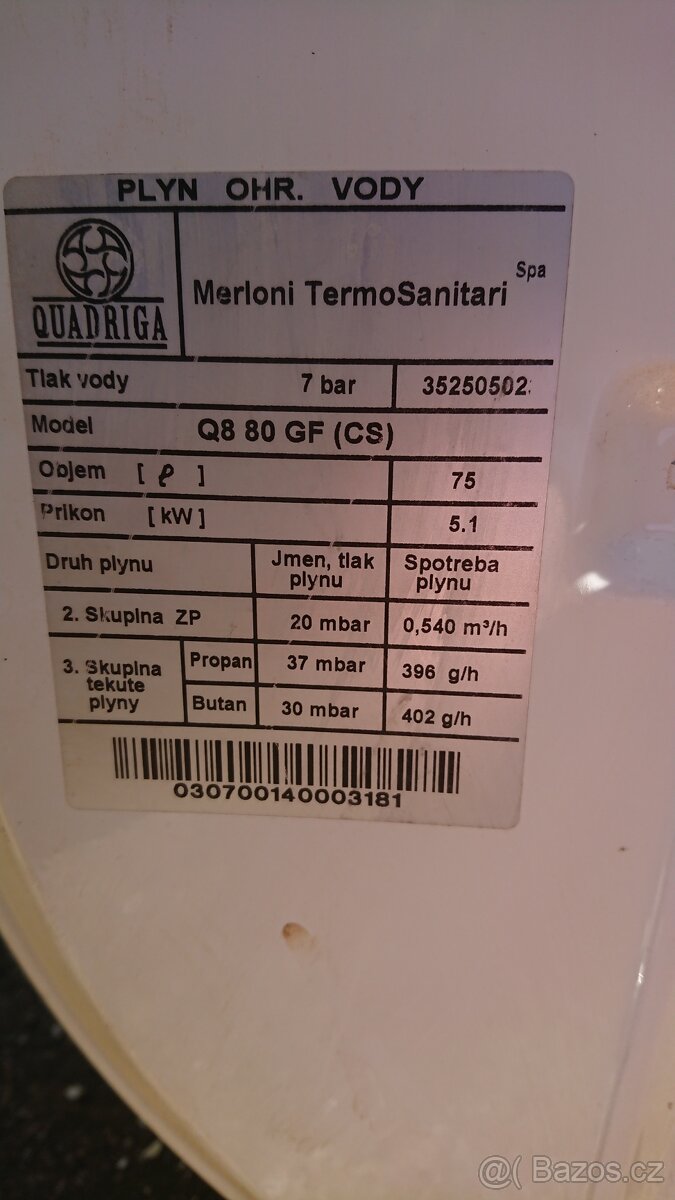 PLYN OHR. VODY
QUADRIGA
Merloni TermoSanitari Spa
Tlak vody 7 bar 35250502
Model Q8 80 GF (CS)
Objem [ ℓ ] 75
Prikon [kW] 5.1
Druh plynu Jmen, tlak plynu Spotreba plynu
2. Skupina ZP 20 mbar 0,540 m³/h
3. Skupina tekute plyny Propan 37 mbar 396 g/h
Butan 30 mbar 402 g/h
030700140003181
@( Bazos.cz